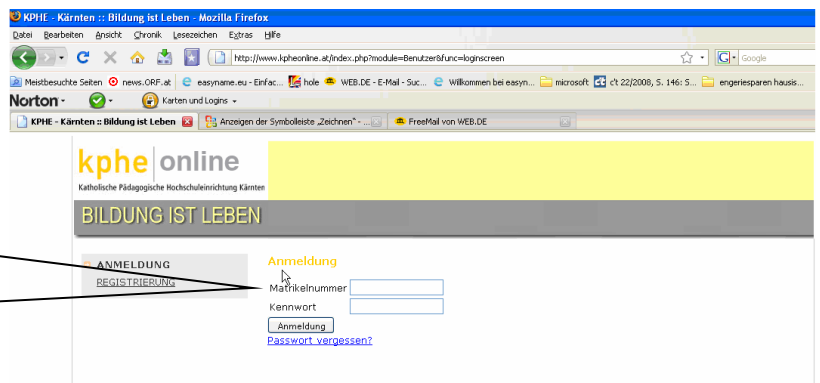 KPHE - Kärnten :: Bildung ist Leben - Mozilla Firefox
Datei Bearbeiten Ansicht Chronik Lesezeichen Extras Hilfe
http://www.kpheonline.at/index.php?module=Benutzer&func=loginscreen
G Google
Meistbesuchte Seiten news.ORF.at easyname.eu - Einfac... hole WEB.DE - E-Mail - Suc... Willkommen bei easyn... microsoft c't 22/2008, S. 146: S... engeriesparen hausis...
Norton Karten und Logins
KPHE - Kärnten :: Bildung ist Leben Anzeigen der Symbolleiste „Zeichnen" - ... FreeMail von WEB.DE
kphe online
Katholische Pädagogische Hochschuleinrichtung Kärnten
BILDUNG IST LEBEN
ANMELDUNG
REGISTRIERUNG
Anmeldung
Matrikelnummer
Kennwort
Anmeldung
Passwort vergessen?